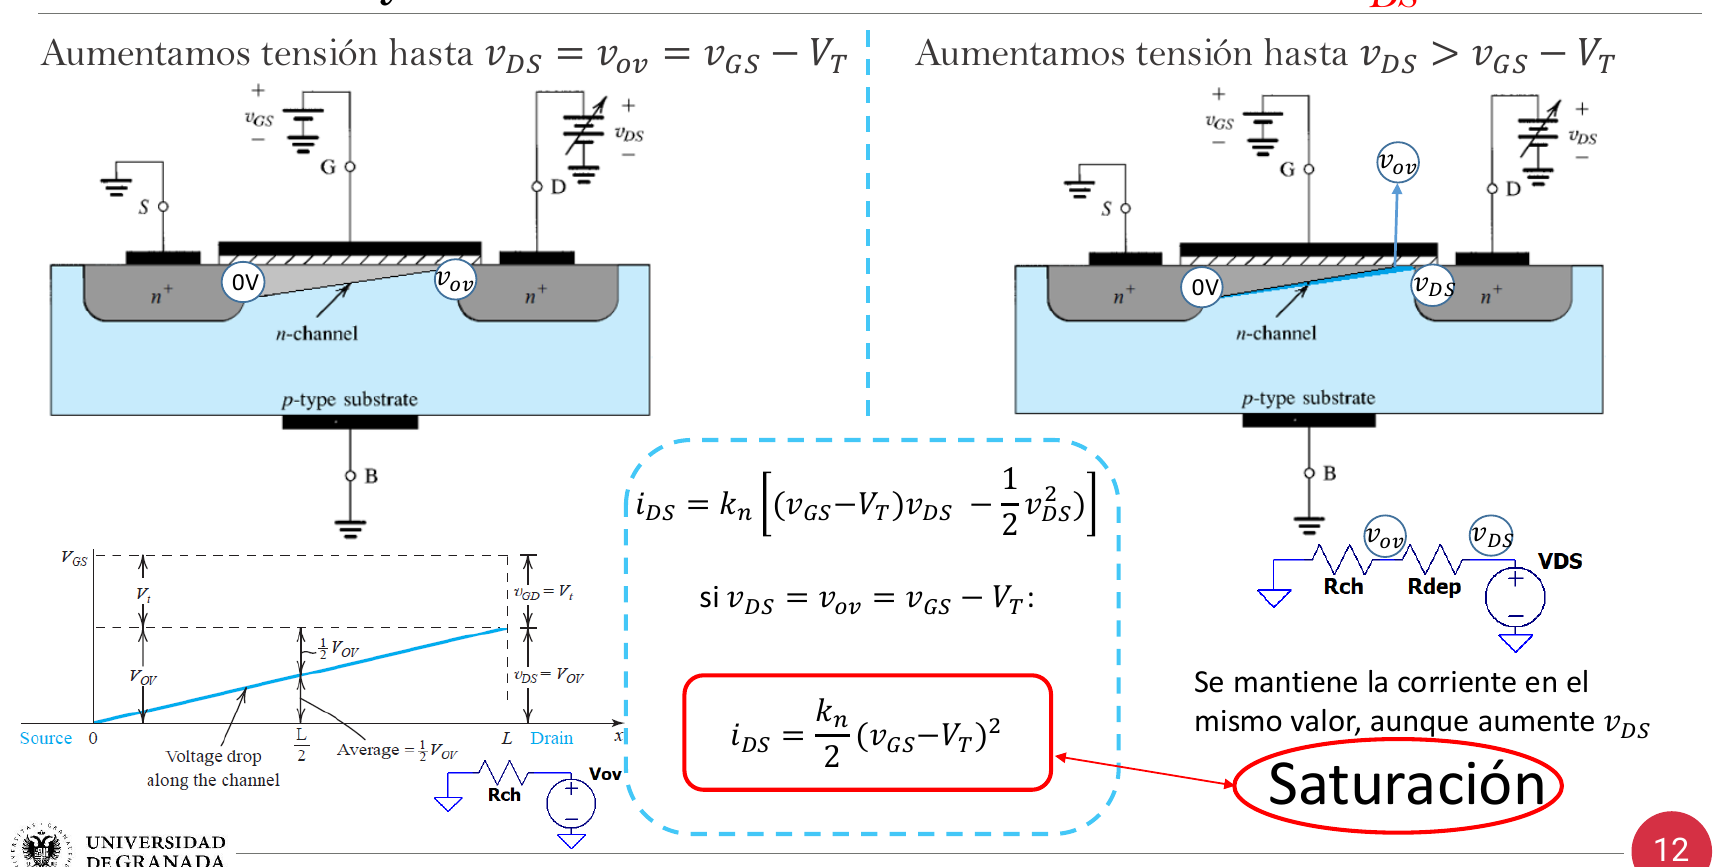 DS
Aumentamos tensión hasta v_DS = v_ov = v_GS − V_T
Aumentamos tensión hasta v_DS > v_GS − V_T
+
v_GS
−
G
+
v_DS
−
D
S
0V
v_ov
n⁺
n⁺
n-channel
p-type substrate
B
+
v_GS
−
G
v_ov
+
v_DS
−
D
S
0V
v_DS
n⁺
n⁺
n-channel
p-type substrate
B
i_DS = k_n [(v_GS−V_T)v_DS − 1/2 v²_DS)]
si v_DS = v_ov = v_GS − V_T:
i_DS = k_n/2 (v_GS−V_T)²
V_GS
V_t
v_GD = V_t
½ V_OV
V_OV
v_DS = V_OV
Source 0
L/2
L Drain x
Voltage drop
along the channel
Average = ½ V_OV
Rch
Vov
+
−
v_ov
v_DS
Rch
Rdep
VDS
+
−
Se mantiene la corriente en el
mismo valor, aunque aumente v_DS
Saturación
UNIVERSIDAD
DE GRANADA
12